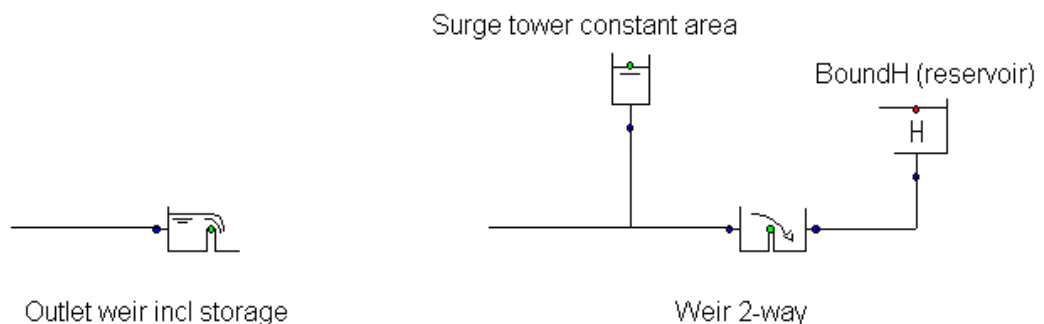 Surge tower constant area
BoundH (reservoir)
H
Outlet weir incl storage
Weir 2-way